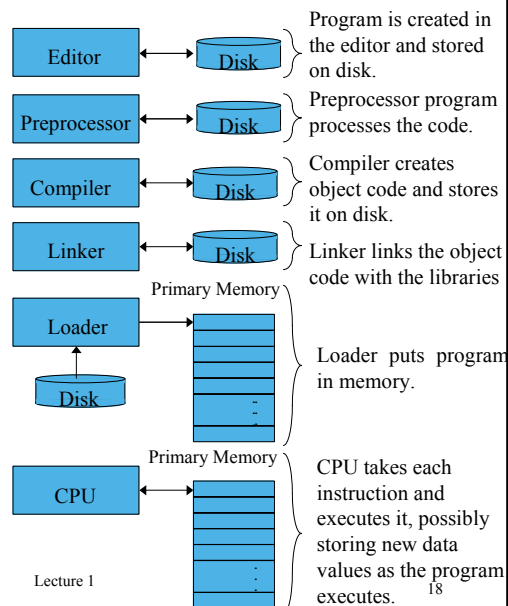 Editor
Disk
Program is created in
the editor and stored
on disk.
Preprocessor
Disk
Preprocessor program
processes the code.
Compiler
Disk
Compiler creates
object code and stores
it on disk.
Linker
Disk
Linker links the object
code with the libraries
Primary Memory
Loader
Disk
Loader puts program
in memory.
Primary Memory
CPU
CPU takes each
instruction and
executes it, possibly
storing new data
values as the program
executes.
Lecture 1
18